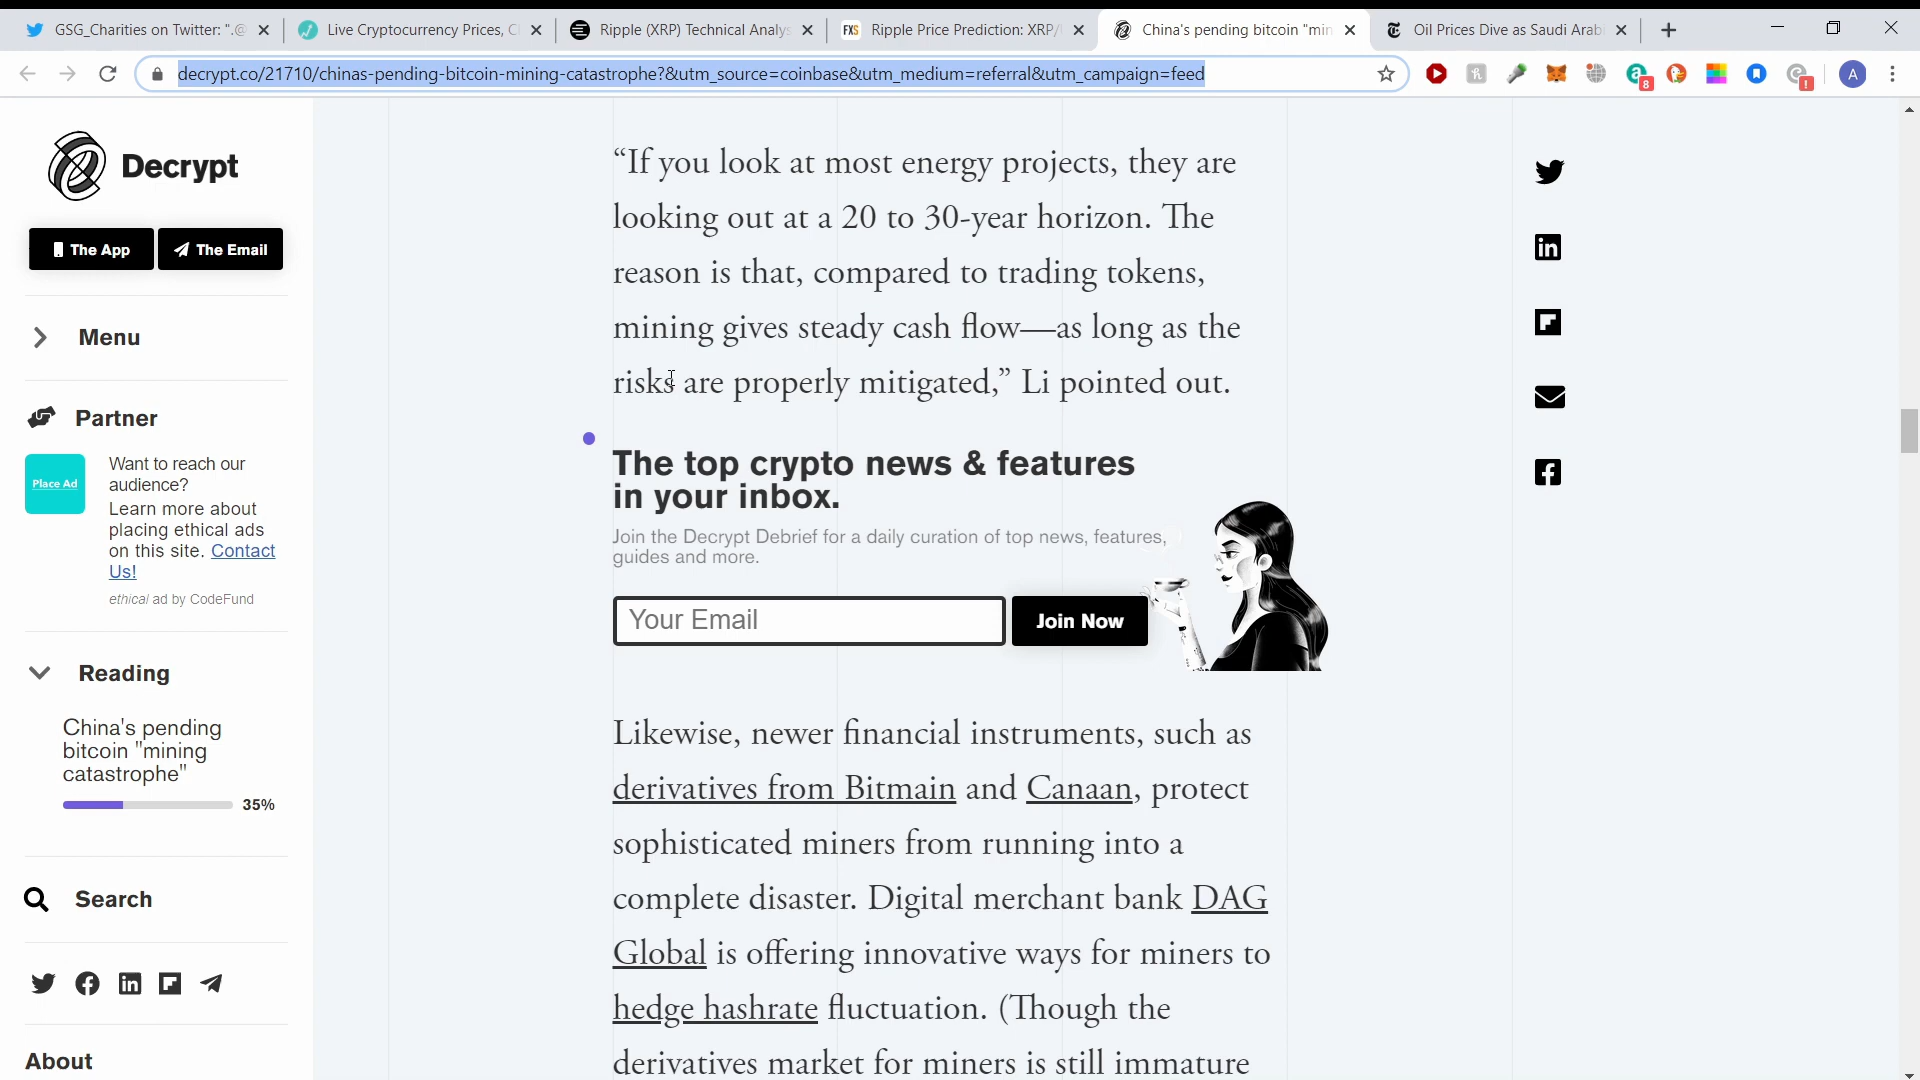 GSG_Charities on Twitter: ".@
Live Cryptocurrency Prices, C
Ripple (XRP) Technical Analys
FXS Ripple Price Prediction: XRP/
China's pending bitcoin "min
Oil Prices Dive as Saudi Arabi
decrypt.co/21710/chinas-pending-bitcoin-mining-catastrophe?&utm_source=coinbase&utm_medium=referral&utm_campaign=feed
8
!
A
Decrypt
The App
The Email
Menu
Partner
Place Ad
Want to reach our
audience?
Learn more about
placing ethical ads
on this site. Contact
Us!
ethical ad by CodeFund
Reading
China's pending
bitcoin "mining
catastrophe"
35%
Search
About
“If you look at most energy projects, they are
looking out at a 20 to 30-year horizon. The
reason is that, compared to trading tokens,
mining gives steady cash flow—as long as the
risks are properly mitigated,” Li pointed out.
The top crypto news & features
in your inbox.
Join the Decrypt Debrief for a daily curation of top news, features,
guides and more.
Your Email
Join Now
Likewise, newer financial instruments, such as
derivatives from Bitmain and Canaan, protect
sophisticated miners from running into a
complete disaster. Digital merchant bank DAG
Global is offering innovative ways for miners to
hedge hashrate fluctuation. (Though the
derivatives market for miners is still immature